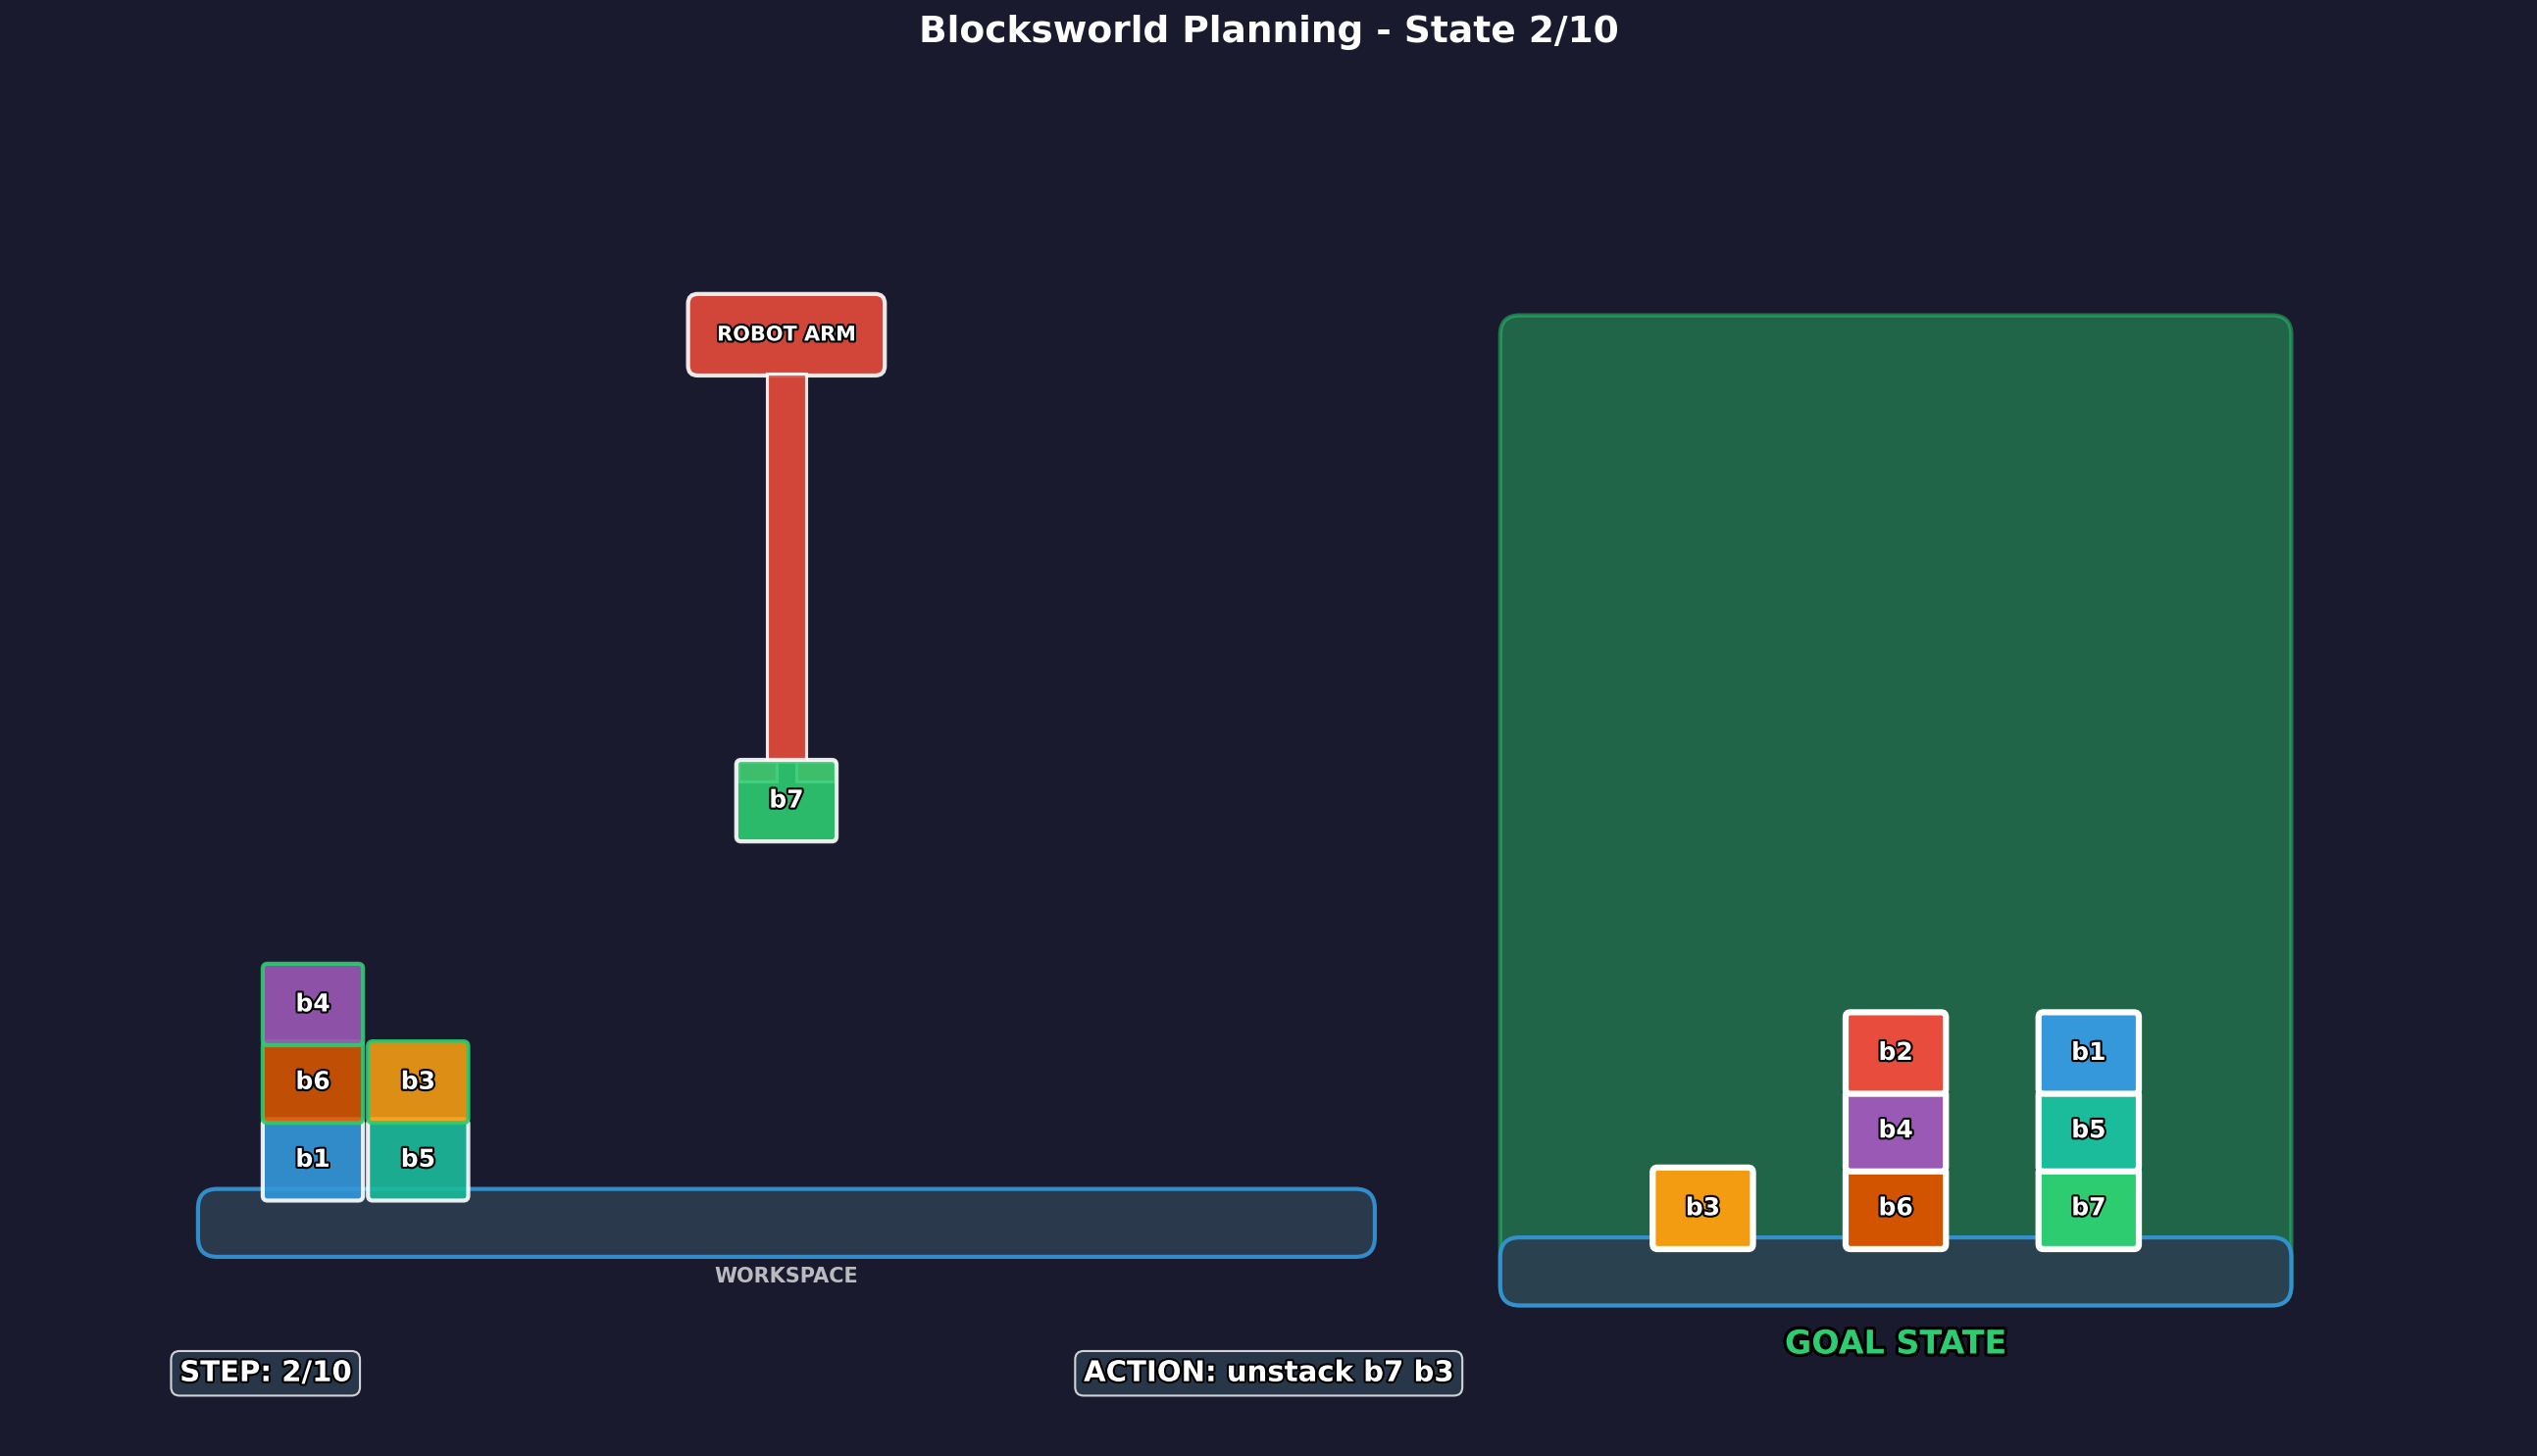 Blocksworld Planning - State 2/10
ROBOT ARM
b7
b4
b6
b3
b1
b5
WORKSPACE
b2
b1
b4
b5
b3
b6
b7
GOAL STATE
STEP: 2/10
ACTION: unstack b7 b3